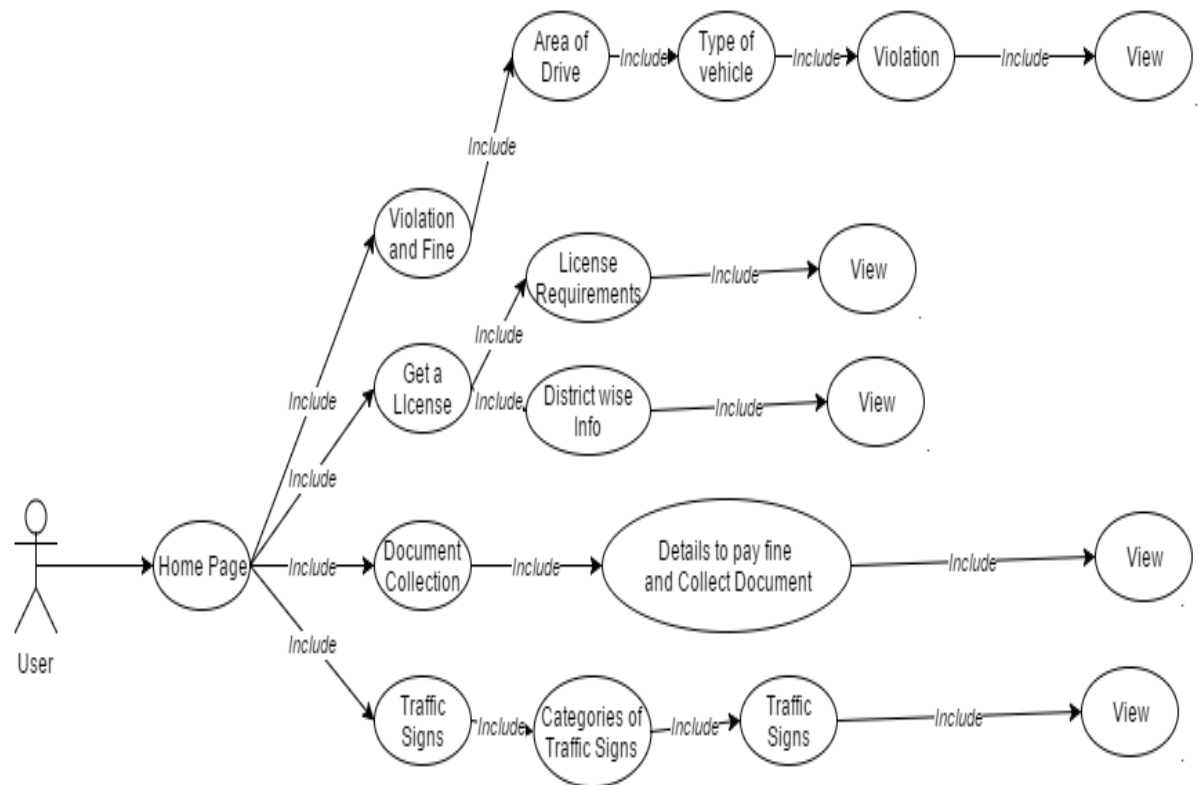 Area of
Drive
Include
Type of
vehicle
Include
Violation
Include
View
Include
Violation
and Fine
License
Requirements
Include
View
Include
Get a
LIcense
Include
District wise
Info
Include
View
Include
Include
User
Home Page
Include
Document
Collection
Include
Details to pay fine
and Collect Document
Include
View
Include
Traffic
Signs
Include
Categories of
Traffic Signs
Include
Traffic
Signs
Include
View